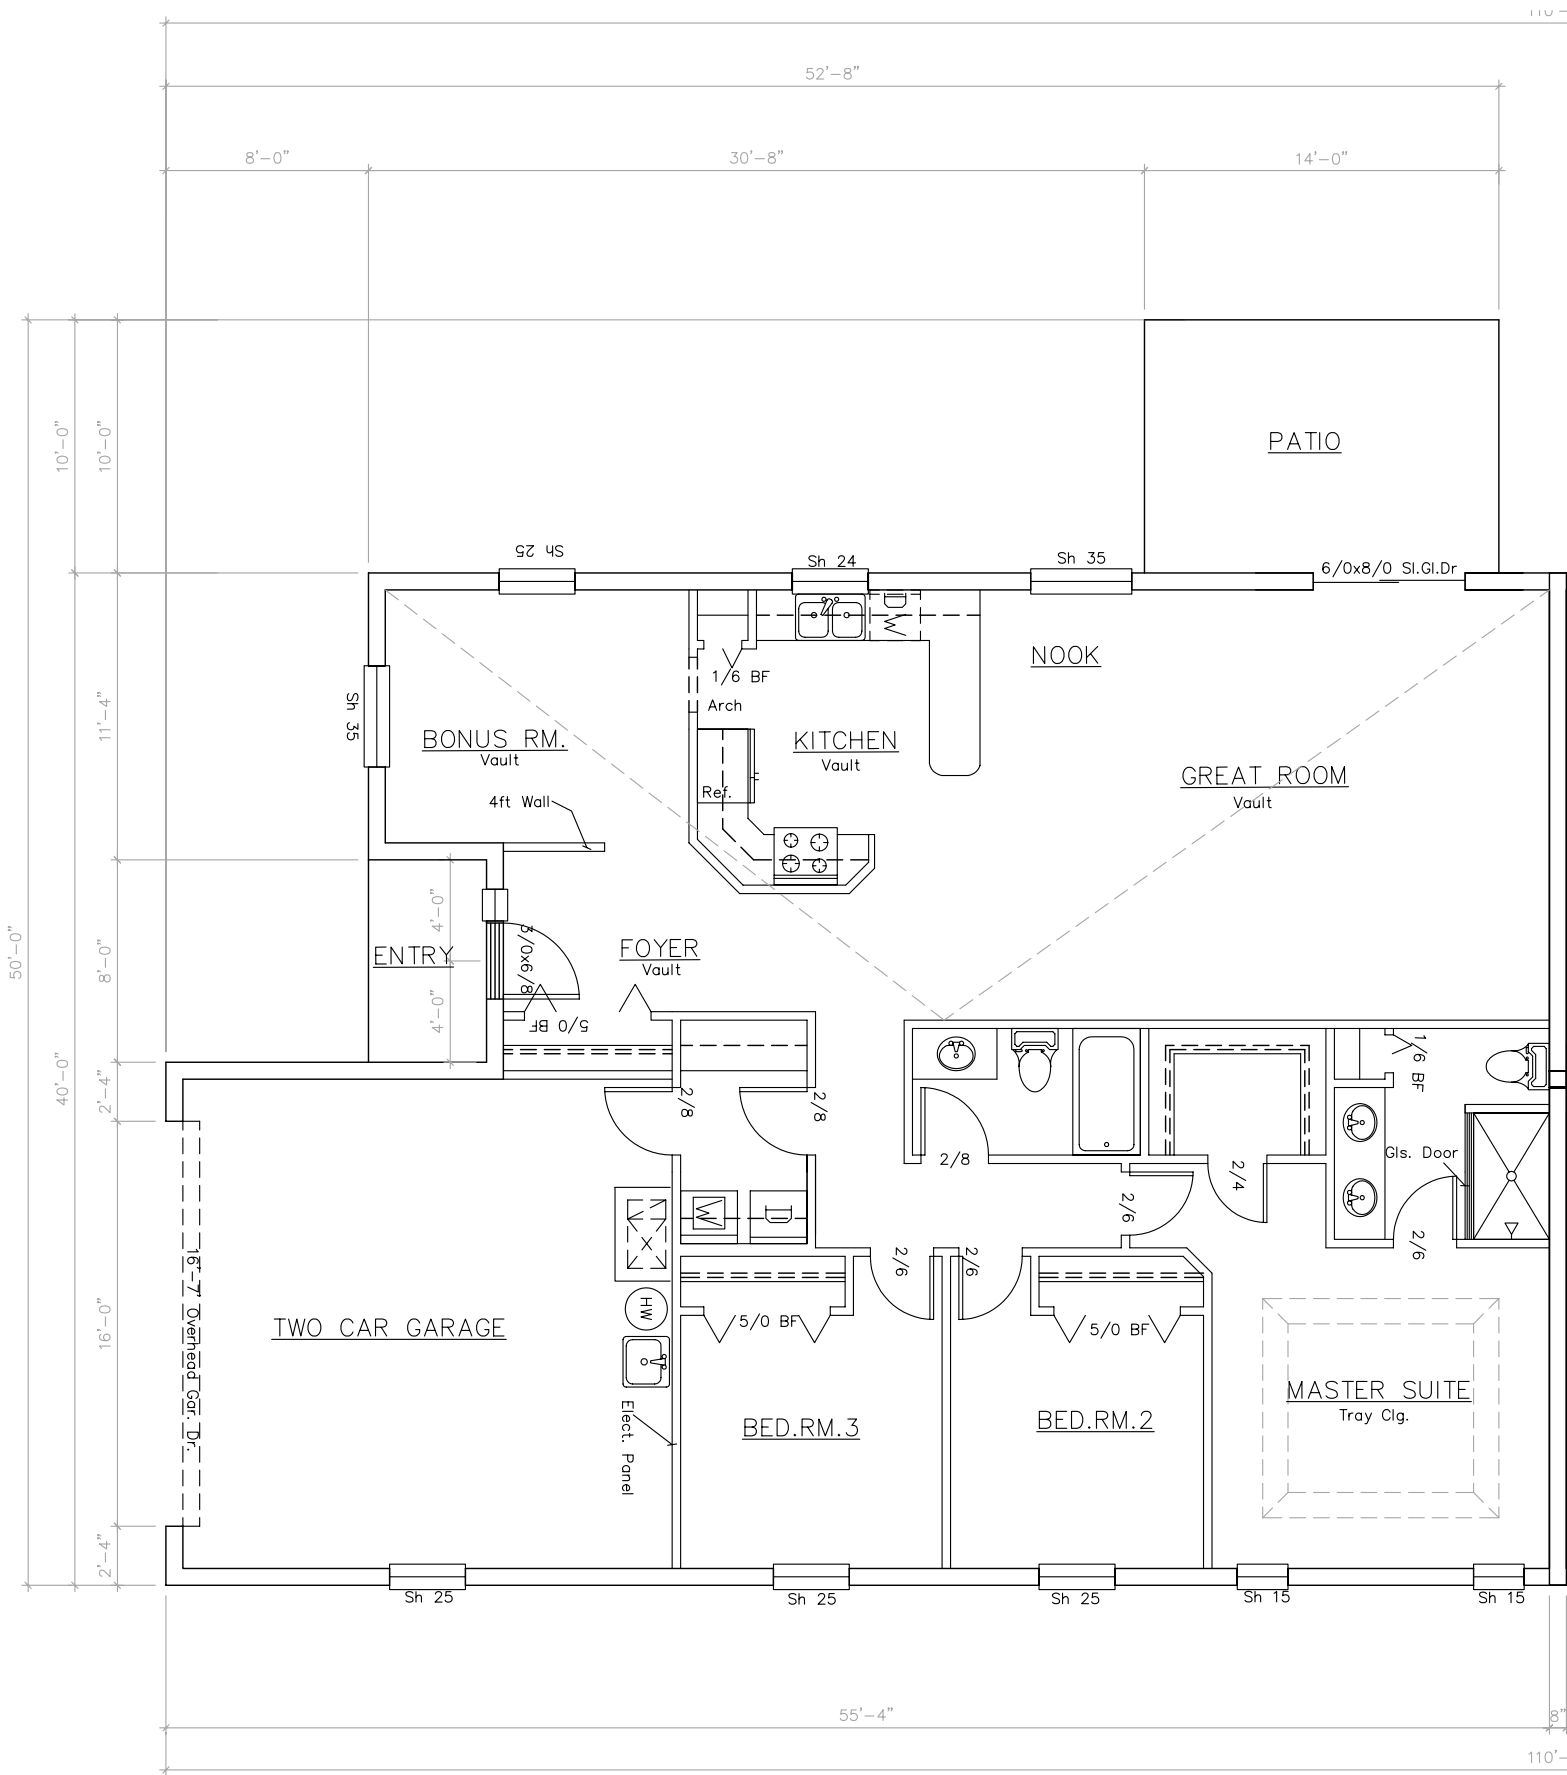 110'-
52'-8"
8'-0"
30'-8"
14'-0"
10'-0"
10'-0"
PATIO
Sh 25
Sh 24
Sh 35
6/0x8/0 Sl.Gl.Dr
NOOK
1/6 BF
Arch
Sh 35
11'-4"
BONUS RM.
Vault
KITCHEN
Vault
GREAT ROOM
Vault
Ref.
4ft Wall
4'-0"
50'-0"
8'-0"
ENTRY
3/0x6/8
FOYER
Vault
4'-0"
5/0 BF
40'-0"
2'-4"
2/8
2/8
1/6 BF
2/8
2/4
Gls. Door
2/6
W
D
2/6
2/6
2/6
16'-0"
16'-7' Overhead Gar. Dr.
HW
TWO CAR GARAGE
5/0 BF
5/0 BF
MASTER SUITE
Tray Clg.
Elect. Panel
BED.RM.3
BED.RM.2
2'-4"
Sh 25
Sh 25
Sh 25
Sh 15
Sh 15
55'-4"
8"
110'-